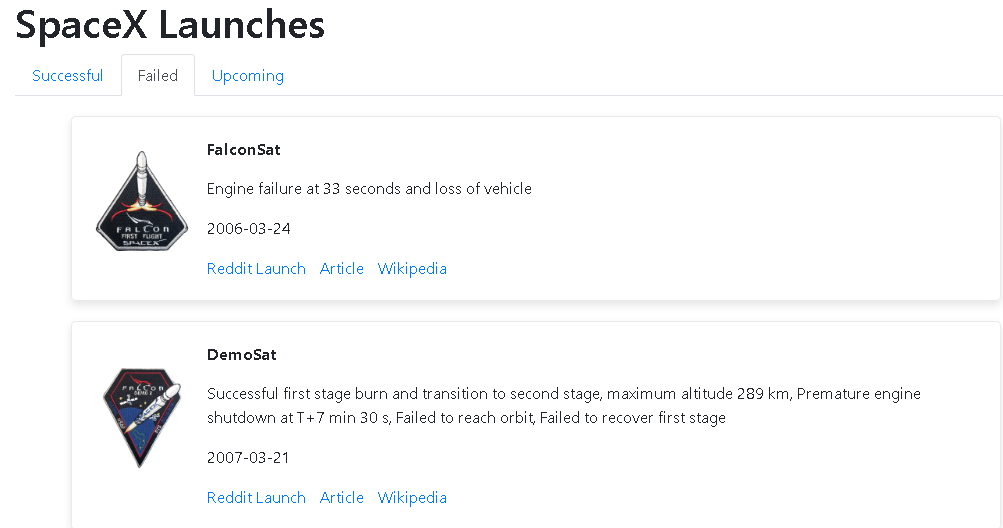 SpaceX Launches
Successful Failed Upcoming
FalconSat
Engine failure at 33 seconds and loss of vehicle
2006-03-24
Reddit Launch Article Wikipedia
FALCON
FIRST FLIGHT
SPACEX
DemoSat
Successful first stage burn and transition to second stage, maximum altitude 289 km, Premature engine
shutdown at T+7 min 30 s, Failed to reach orbit, Failed to recover first stage
2007-03-21
Reddit Launch Article Wikipedia
FALCON
DEMO 2